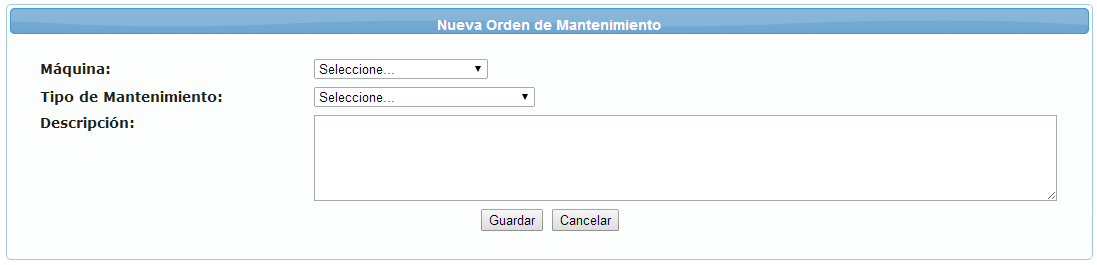 Nueva Orden de Mantenimiento
Máquina: Seleccione...
Tipo de Mantenimiento: Seleccione...
Descripción:
Guardar Cancelar